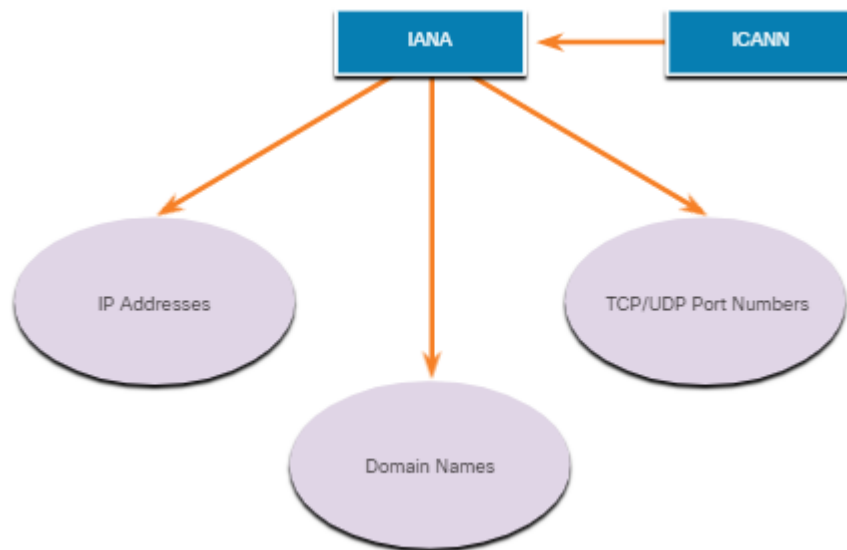 IANA
ICANN
IP Addresses
TCP/UDP Port Numbers
Domain Names